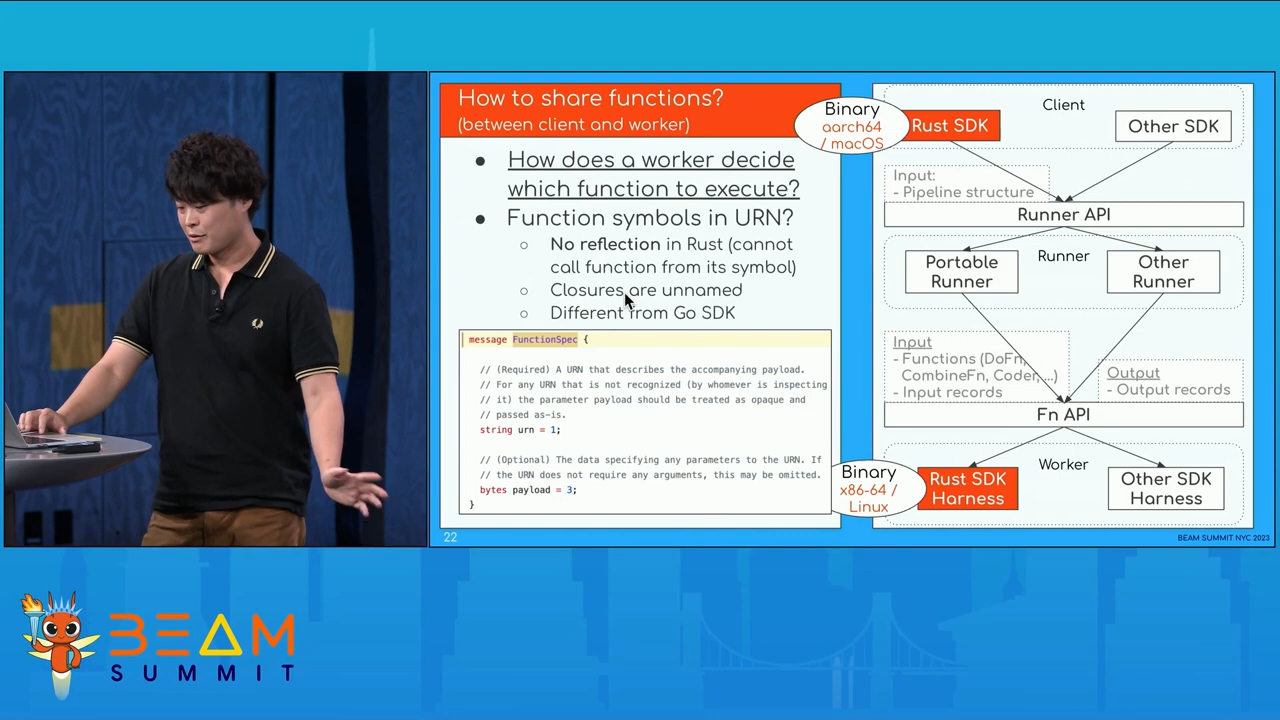 How to share functions?
(between client and worker)
● How does a worker decide
which function to execute?
● Function symbols in URN?
○ No reflection in Rust (cannot
call function from its symbol)
○ Closures are unnamed
○ Different from Go SDK
message FunctionSpec {
// (Required) A URN that describes the accompanying payload.
// For any URN that is not recognized (by whomever is inspecting
// it) the parameter payload should be treated as opaque and
// passed as-is.
string urn = 1;
// (Optional) The data specifying any parameters to the URN. If
// the URN does not require any arguments, this may be omitted.
bytes payload = 3;
}
22
Binary
aarch64
/ macOS
Client
Rust SDK
Other SDK
Input:
- Pipeline structure
Runner API
Portable
Runner
Runner
Other
Runner
Input
- Functions (DoFn,
CombineFn, Coder, ...)
- Input records
Output
- Output records
Fn API
Binary
x86-64 /
Linux
Worker
Rust SDK
Harness
Other SDK
Harness
BEAM SUMMIT NYC 2023
BEAM
SUMMIT